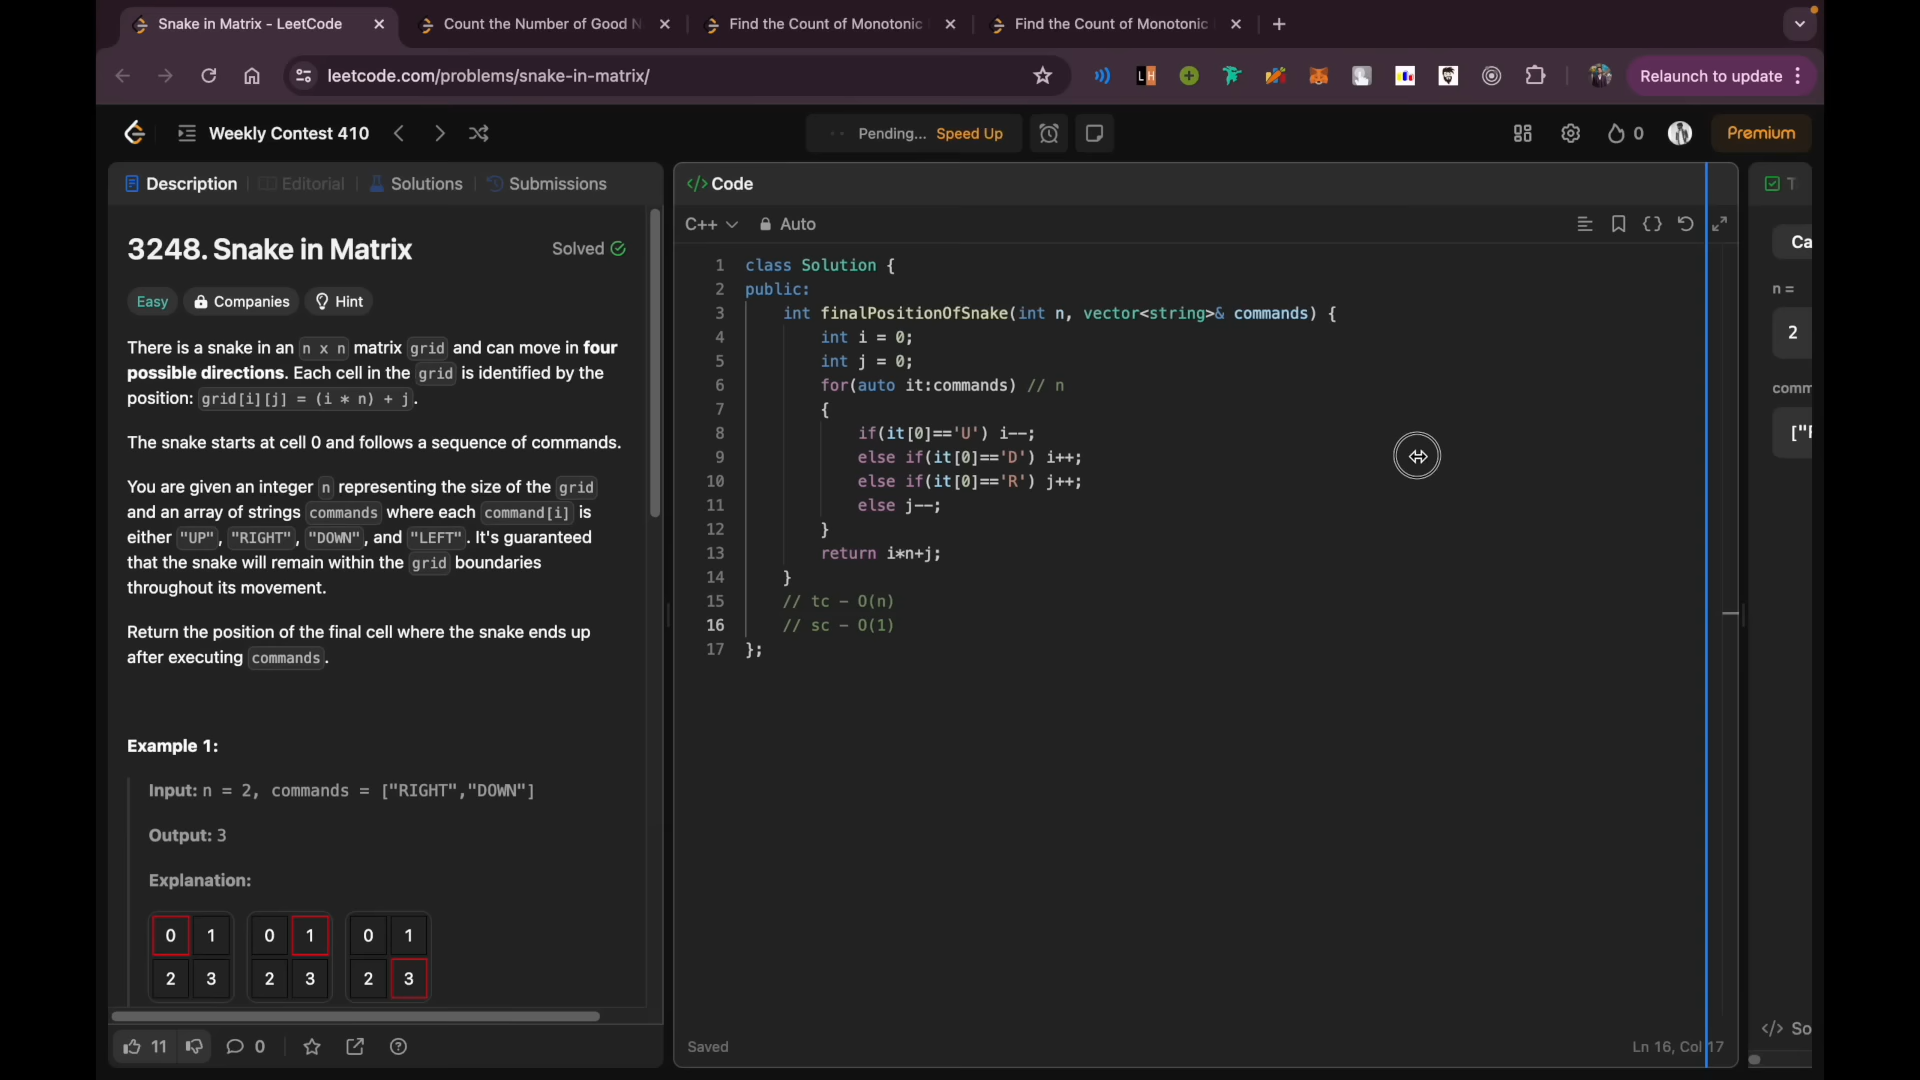 Snake in Matrix - LeetCode
Count the Number of Good N
Find the Count of Monotonic
Find the Count of Monotonic
leetcode.com/problems/snake-in-matrix/
LH
Relaunch to update
Weekly Contest 410
Pending... Speed Up
0
Premium
Description
Editorial
Solutions
Submissions
3248. Snake in Matrix
Solved
Easy
Companies
Hint
There is a snake in an n x n matrix grid and can move in four
possible directions. Each cell in the grid is identified by the
position: grid[i][j] = (i * n) + j.
The snake starts at cell 0 and follows a sequence of commands.
You are given an integer n representing the size of the grid
and an array of strings commands where each command[i] is
either "UP", "RIGHT", "DOWN", and "LEFT". It's guaranteed
that the snake will remain within the grid boundaries
throughout its movement.
Return the position of the final cell where the snake ends up
after executing commands.
Example 1:
Input: n = 2, commands = ["RIGHT","DOWN"]
Output: 3
Explanation:
0 1 0 1 0 1
2 3 2 3 2 3
11
0
</> Code
C++
Auto
1 class Solution {
2 public:
3 int finalPositionOfSnake(int n, vector<string>& commands) {
4 int i = 0;
5 int j = 0;
6 for(auto it:commands) // n
7 {
8 if(it[0]=='U') i--;
9 else if(it[0]=='D') i++;
10 else if(it[0]=='R') j++;
11 else j--;
12 }
13 return i*n+j;
14 }
15 // tc - O(n)
16 // sc - O(1)
17 };
Saved
Ln 16, Col 17
T
Ca
n =
2
comm
["R
</> So